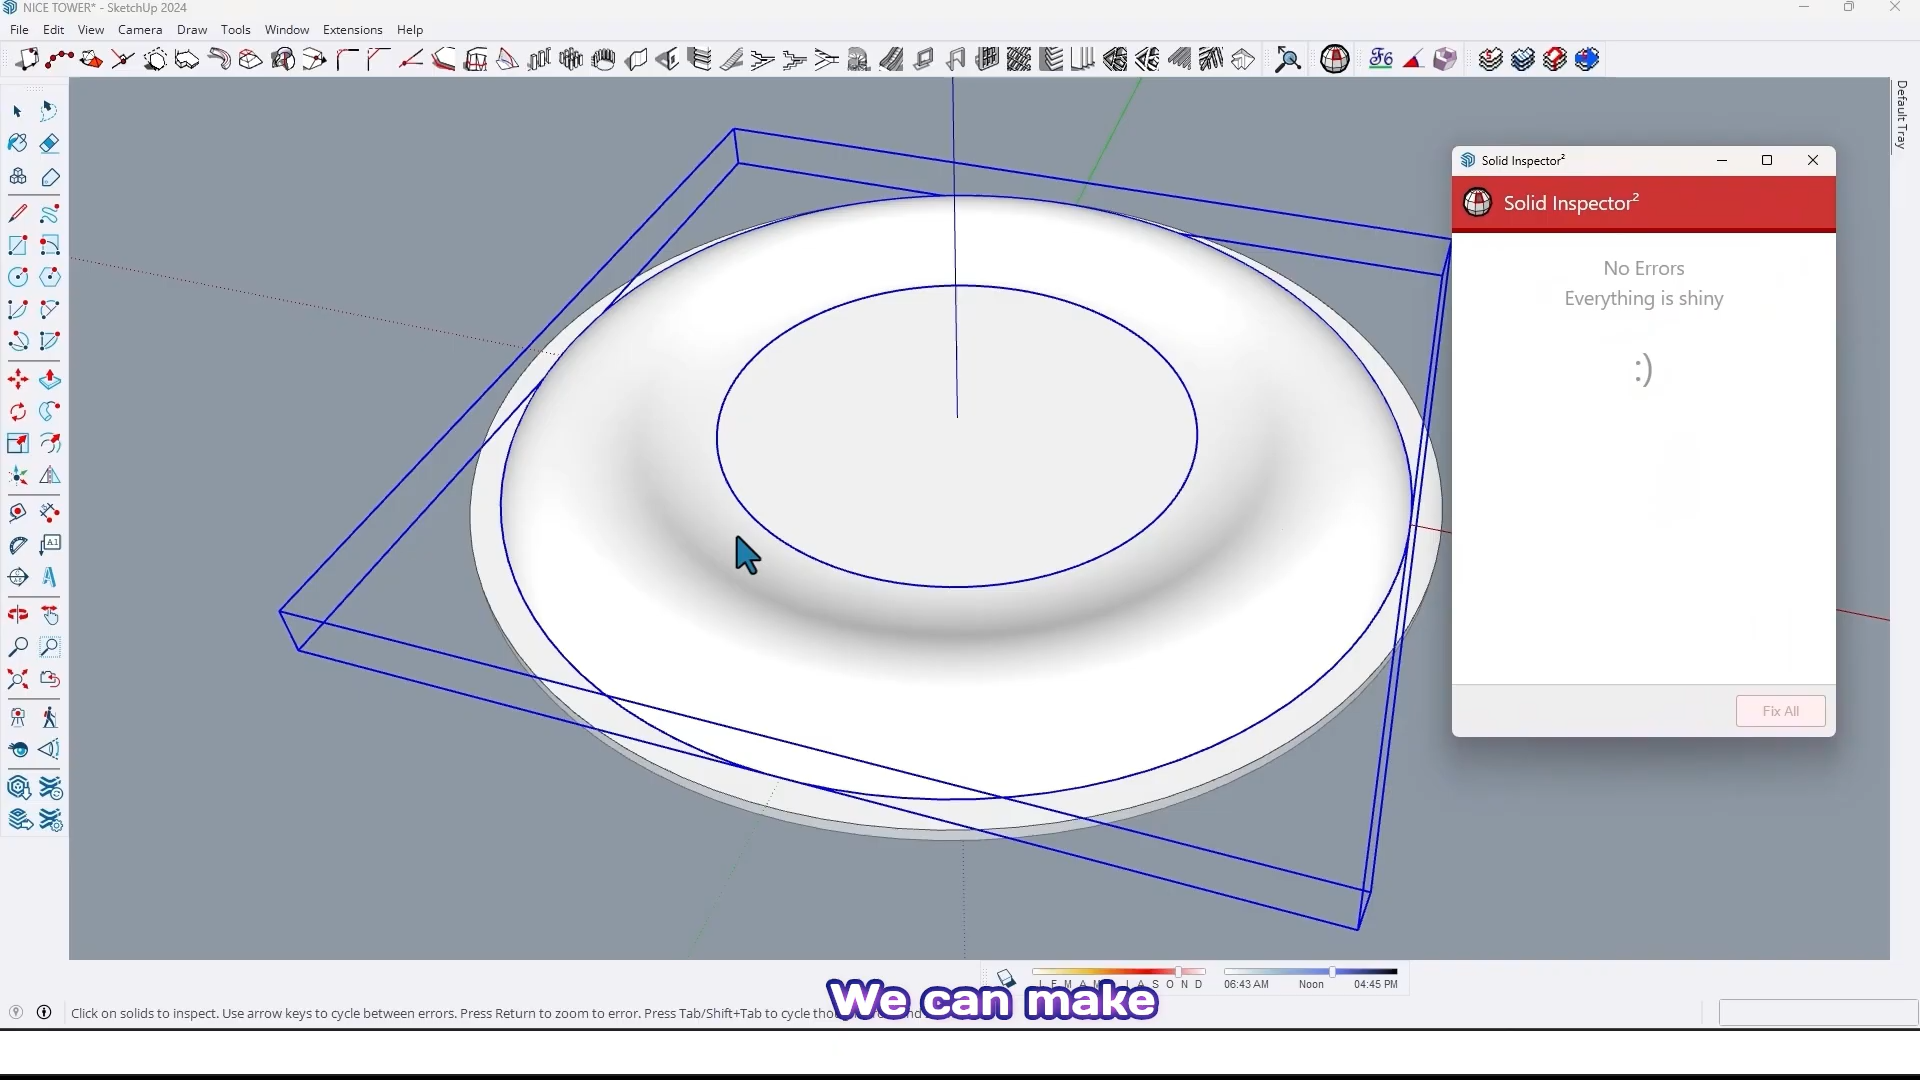 NICE TOWER* - SketchUp 2024
File Edit View Camera Draw Tools Window Extensions Help
Default Tray
Solid Inspector²
Solid Inspector²
No Errors
Everything is shiny
:)
Fix All
J F M A M J J A S O N D 06:43 AM Noon 04:45 PM
We can make
Click on solids to inspect. Use arrow keys to cycle between errors. Press Return to zoom to error. Press Tab/Shift+Tab to cycle